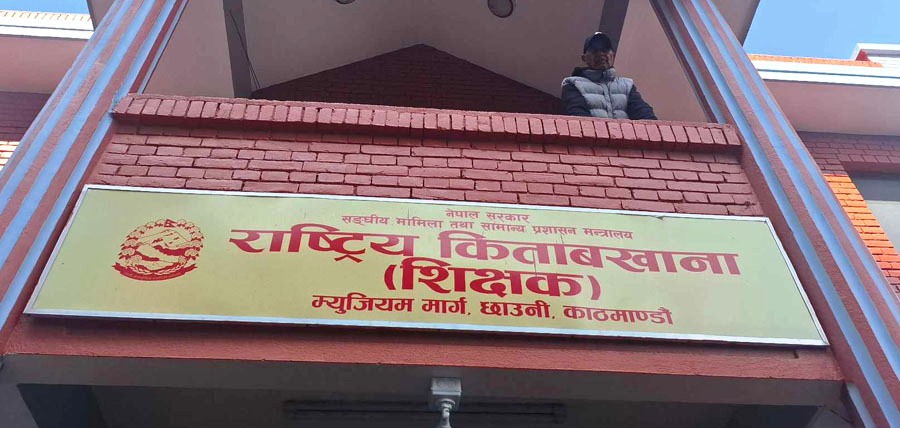 नेपाल सरकार
सङ्घीय मामिला तथा सामान्य प्रशासन मन्त्रालय
राष्ट्रिय किताबखाना
(शिक्षक)
म्युजियम मार्ग, छाउनी, काठमाण्डौं